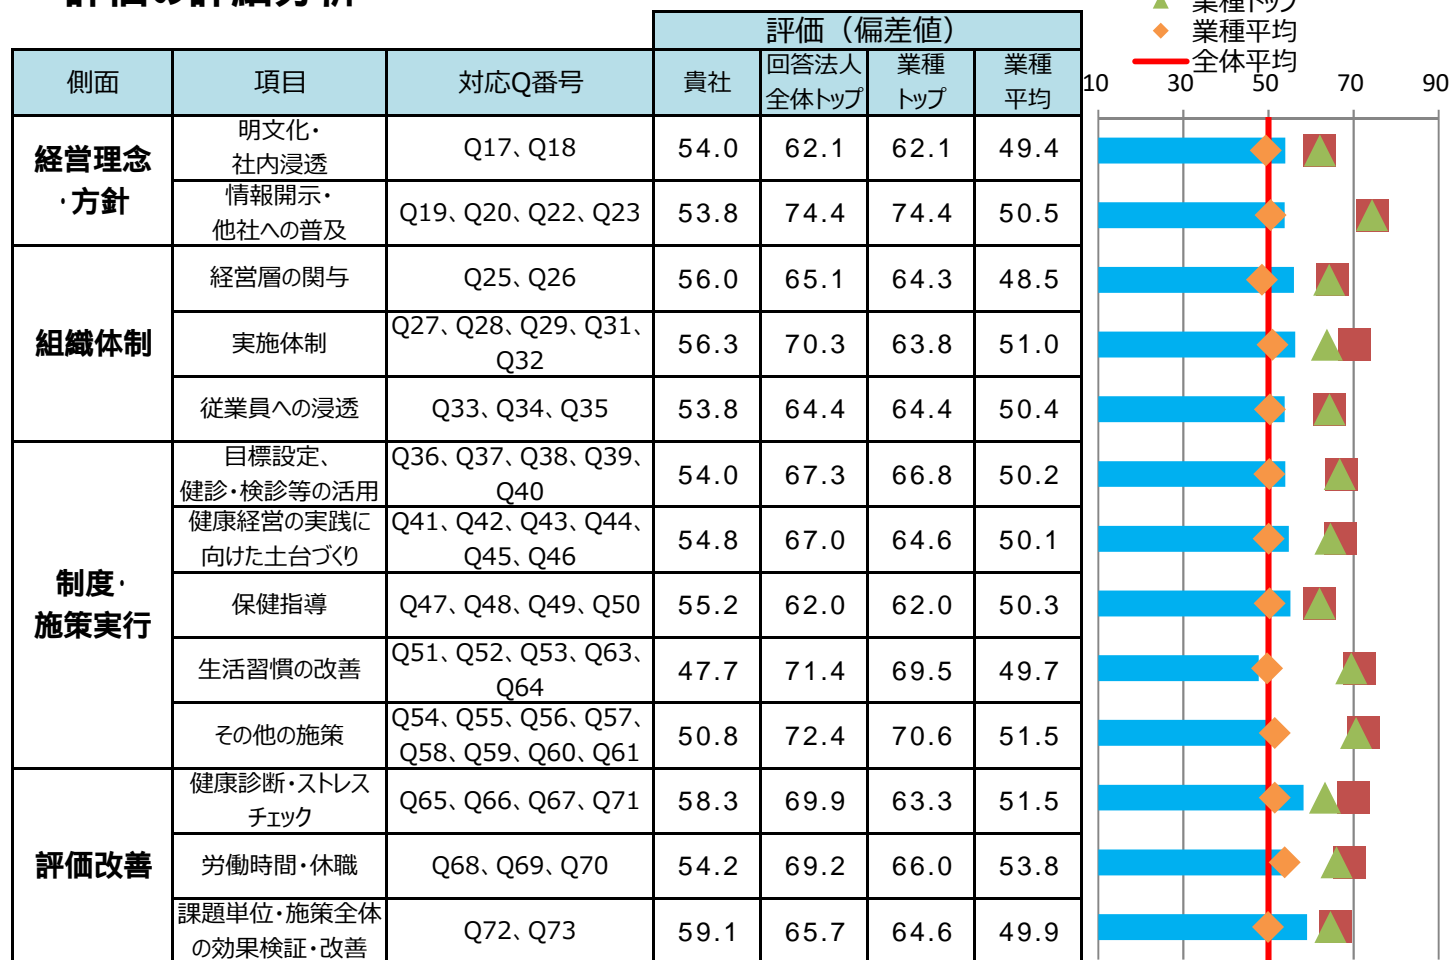 評価の詳細分析
業種トップ
業種平均
全体平均
評価（偏差値）
側面 項目 対応Q番号 貴社 回答法人 業種 業種
全体トップ トップ 平均
10 30 50 70 90
経営理念
・方針
明文化・
社内浸透
Q17、Q18 54.0 62.1 62.1 49.4
情報開示・
他社への普及
Q19、Q20、Q22、Q23 53.8 74.4 74.4 50.5
組織体制
経営層の関与 Q25、Q26 56.0 65.1 64.3 48.5
実施体制
Q27、Q28、Q29、Q31、
Q32
56.3 70.3 63.8 51.0
従業員への浸透 Q33、Q34、Q35 53.8 64.4 64.4 50.4
制度・
施策実行
目標設定、
健診・検診等の活用
Q36、Q37、Q38、Q39、
Q40
54.0 67.3 66.8 50.2
健康経営の実践に
向けた土台づくり
Q41、Q42、Q43、Q44、
Q45、Q46
54.8 67.0 64.6 50.1
保健指導 Q47、Q48、Q49、Q50 55.2 62.0 62.0 50.3
生活習慣の改善
Q51、Q52、Q53、Q63、
Q64
47.7 71.4 69.5 49.7
その他の施策
Q54、Q55、Q56、Q57、
Q58、Q59、Q60、Q61
50.8 72.4 70.6 51.5
評価改善
健康診断・ストレス
チェック
Q65、Q66、Q67、Q71 58.3 69.9 63.3 51.5
労働時間・休職 Q68、Q69、Q70 54.2 69.2 66.0 53.8
課題単位・施策全体
の効果検証・改善
Q72、Q73 59.1 65.7 64.6 49.9